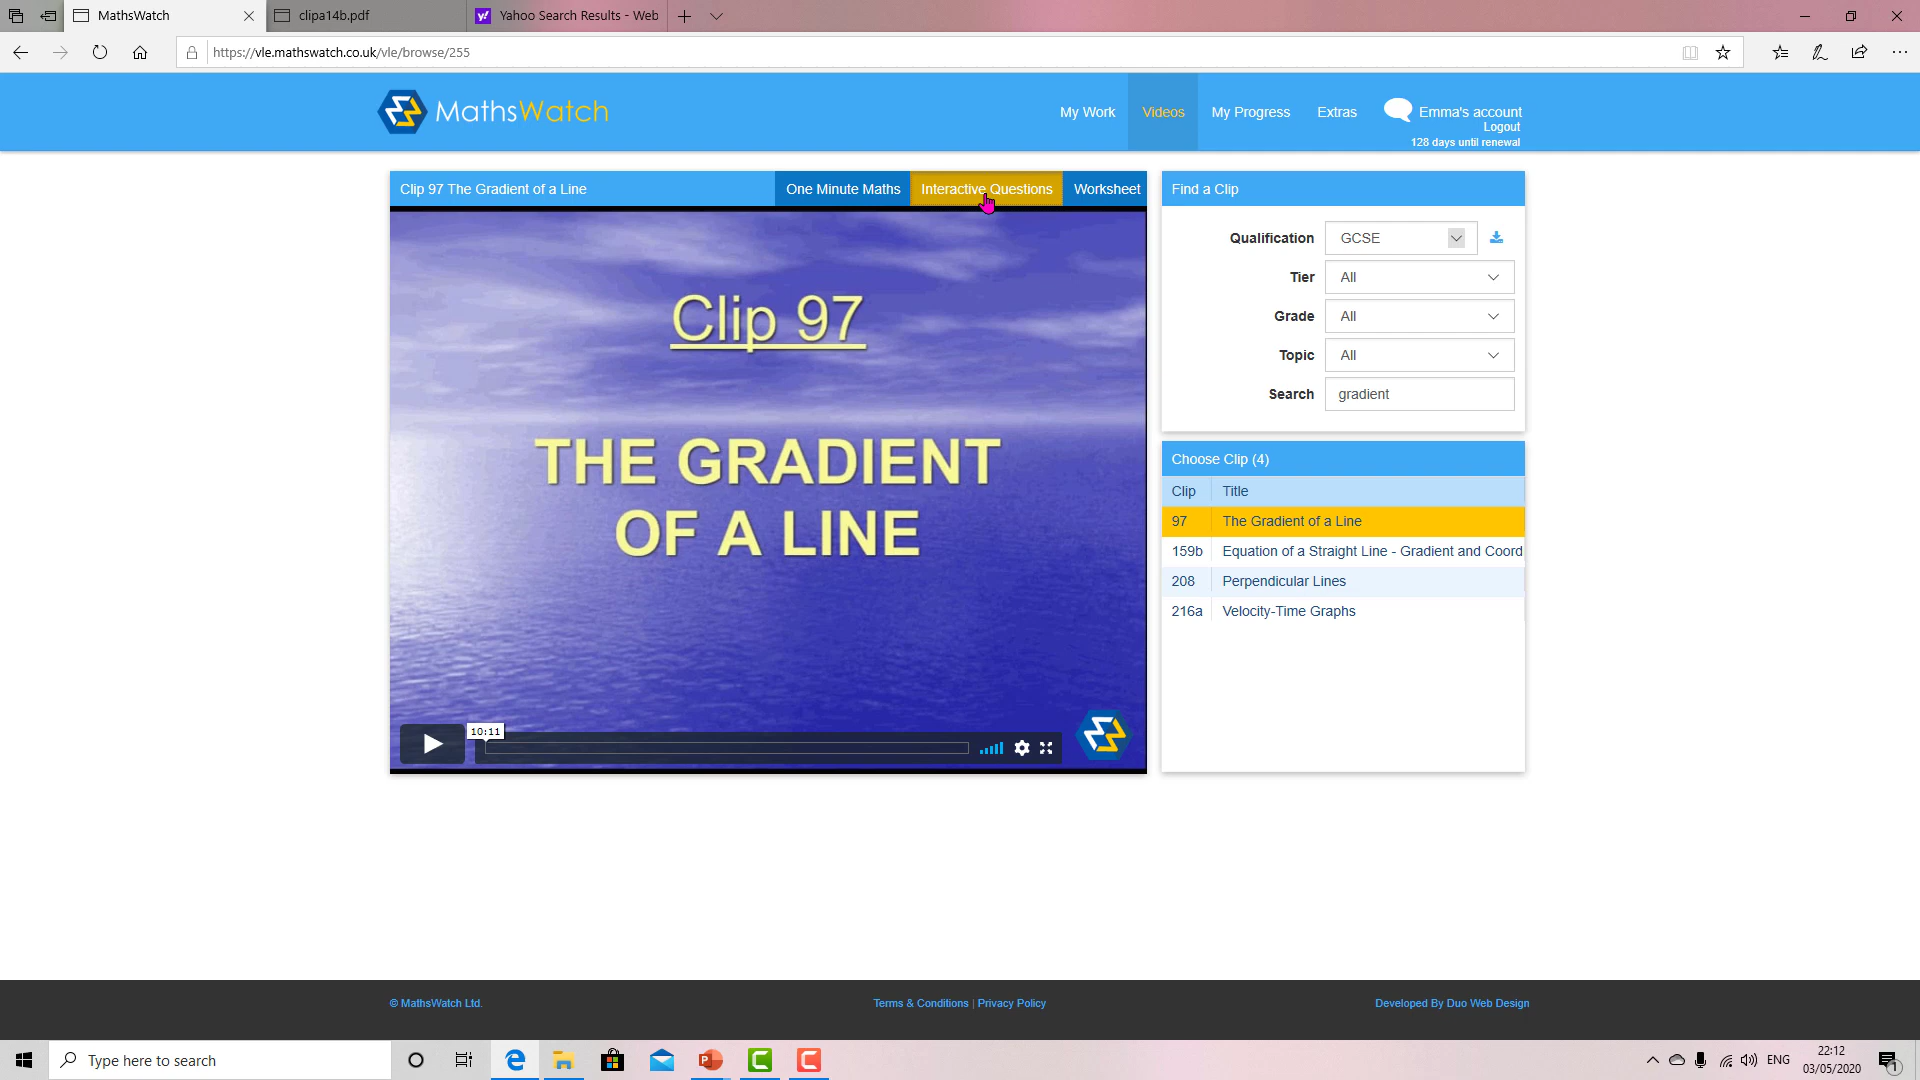 MathsWatch
clipa14b.pdf
Yahoo Search Results - Web
https://vle.mathswatch.co.uk/vle/browse/255
MathsWatch
My Work
Videos
My Progress
Extras
Emma's account
Logout
128 days until renewal
Clip 97 The Gradient of a Line
One Minute Maths
Interactive Questions
Worksheet
Clip 97
THE GRADIENT
OF A LINE
10:11
Find a Clip
Qualification GCSE
Tier All
Grade All
Topic All
Search gradient
Choose Clip (4)
Clip Title
97 The Gradient of a Line
159b Equation of a Straight Line - Gradient and Coord
208 Perpendicular Lines
216a Velocity-Time Graphs
© MathsWatch Ltd.
Terms & Conditions | Privacy Policy
Developed By Duo Web Design
Type here to search
ENG
22:12
03/05/2020
1